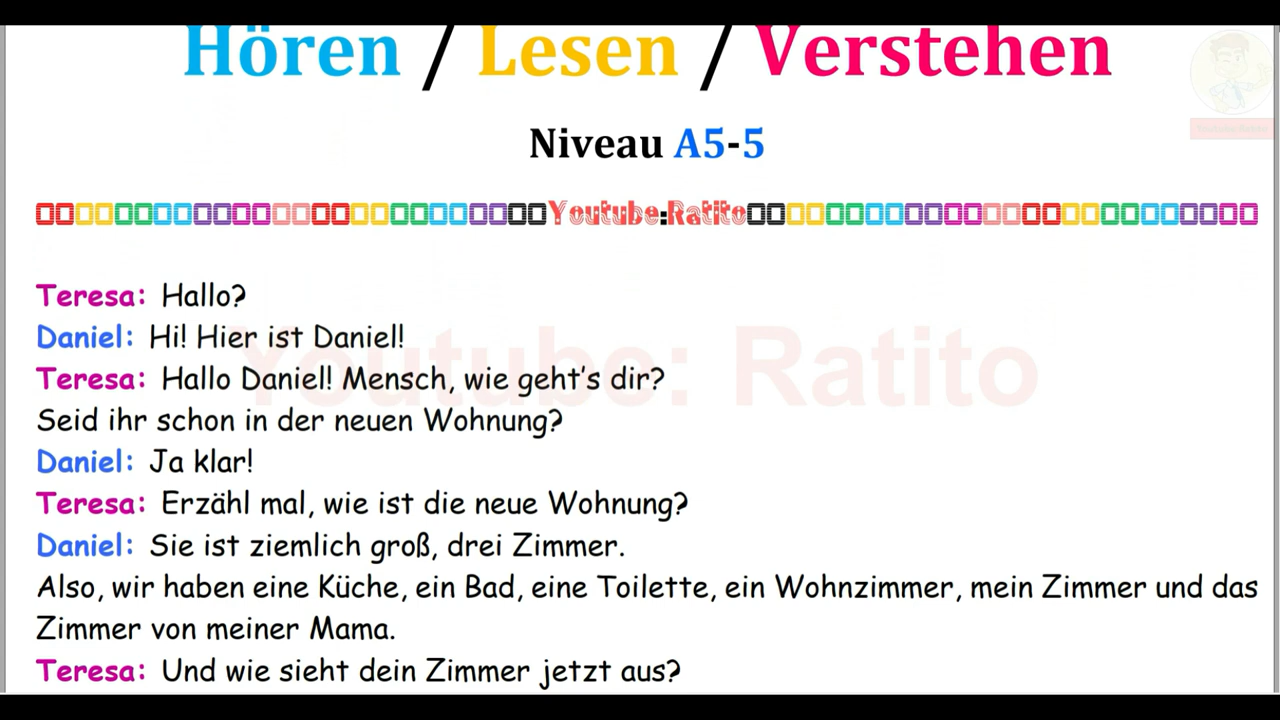 Hören / Lesen / Verstehen
Niveau A5-5
Youtube:Ratito
Teresa: Hallo?
Daniel: Hi! Hier ist Daniel!
Teresa: Hallo Daniel! Mensch, wie geht's dir?
Seid ihr schon in der neuen Wohnung?
Daniel: Ja klar!
Teresa: Erzähl mal, wie ist die neue Wohnung?
Daniel: Sie ist ziemlich groß, drei Zimmer.
Also, wir haben eine Küche, ein Bad, eine Toilette, ein Wohnzimmer, mein Zimmer und das
Zimmer von meiner Mama.
Teresa: Und wie sieht dein Zimmer jetzt aus?
Youtube: Ratito